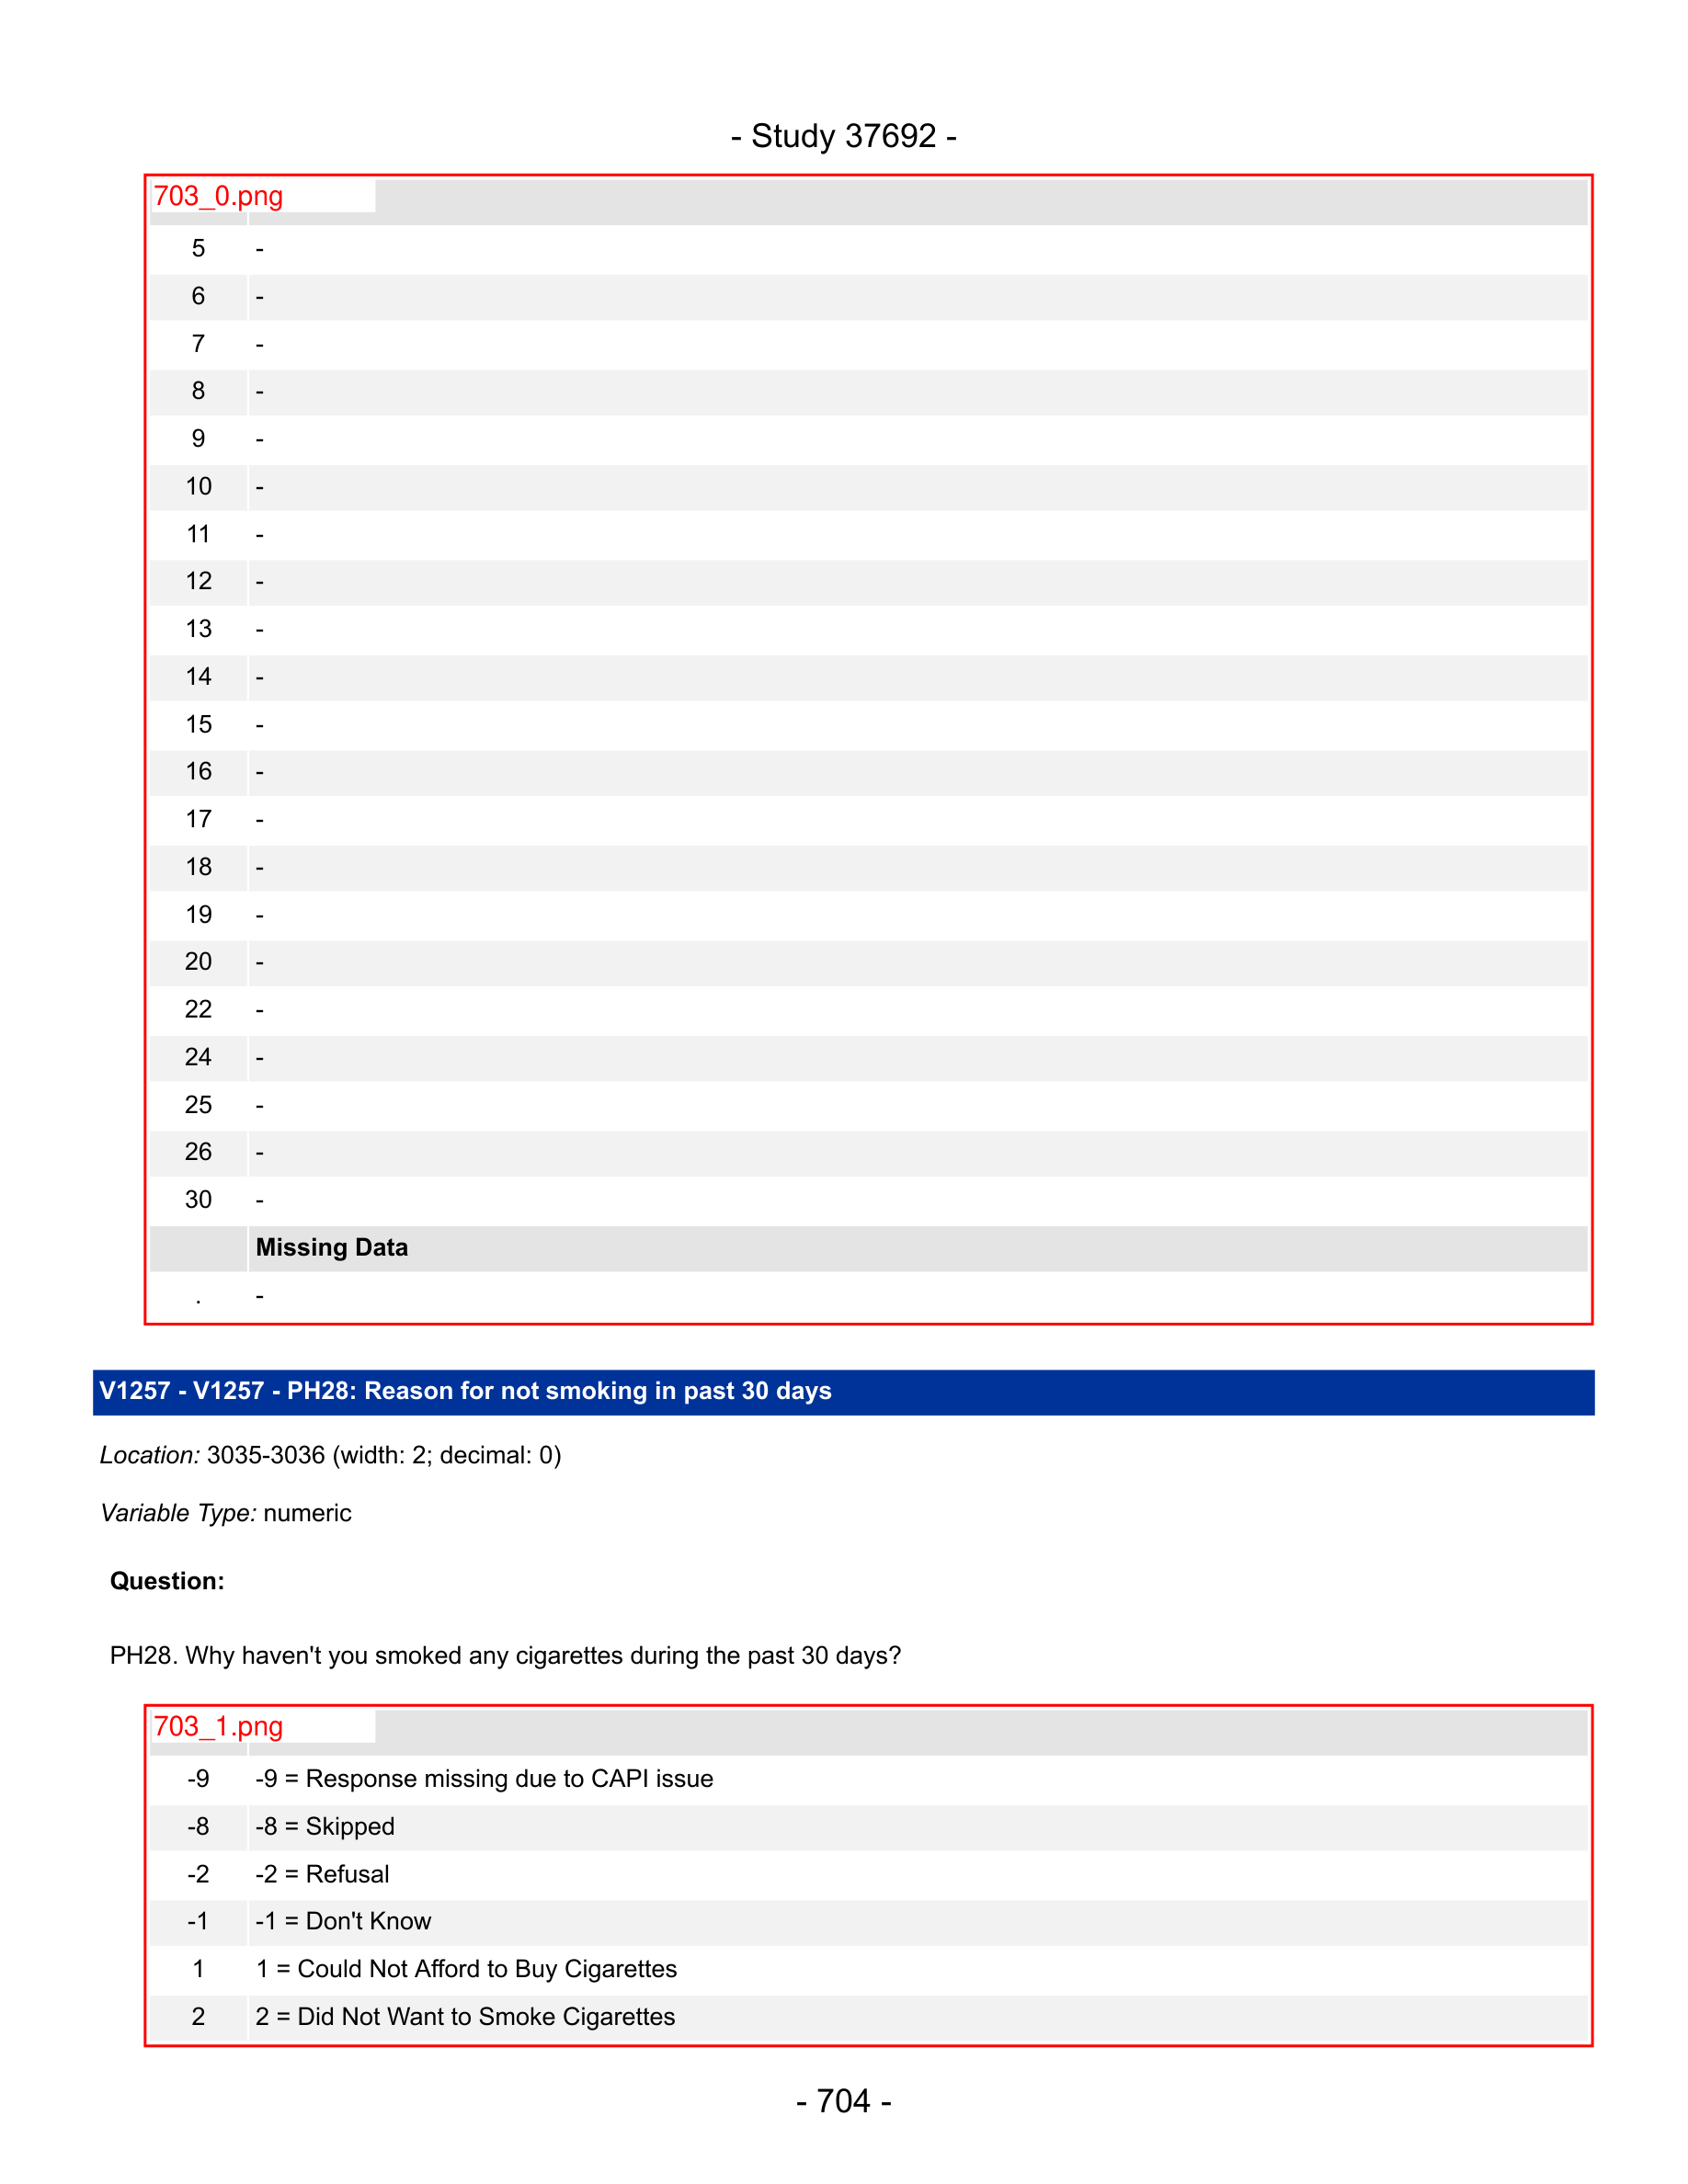 - Study 37692 -
703_0.png
5 -
6 -
7 -
8 -
9 -
10 -
11 -
12 -
13 -
14 -
15 -
16 -
17 -
18 -
19 -
20 -
22 -
24 -
25 -
26 -
30 -
Missing Data
. -
V1257 - V1257 - PH28: Reason for not smoking in past 30 days
Location: 3035-3036 (width: 2; decimal: 0)
Variable Type: numeric
Question:
PH28. Why haven't you smoked any cigarettes during the past 30 days?
703_1.png
-9 -9 = Response missing due to CAPI issue
-8 -8 = Skipped
-2 -2 = Refusal
-1 -1 = Don't Know
1 1 = Could Not Afford to Buy Cigarettes
2 2 = Did Not Want to Smoke Cigarettes
- 704 -